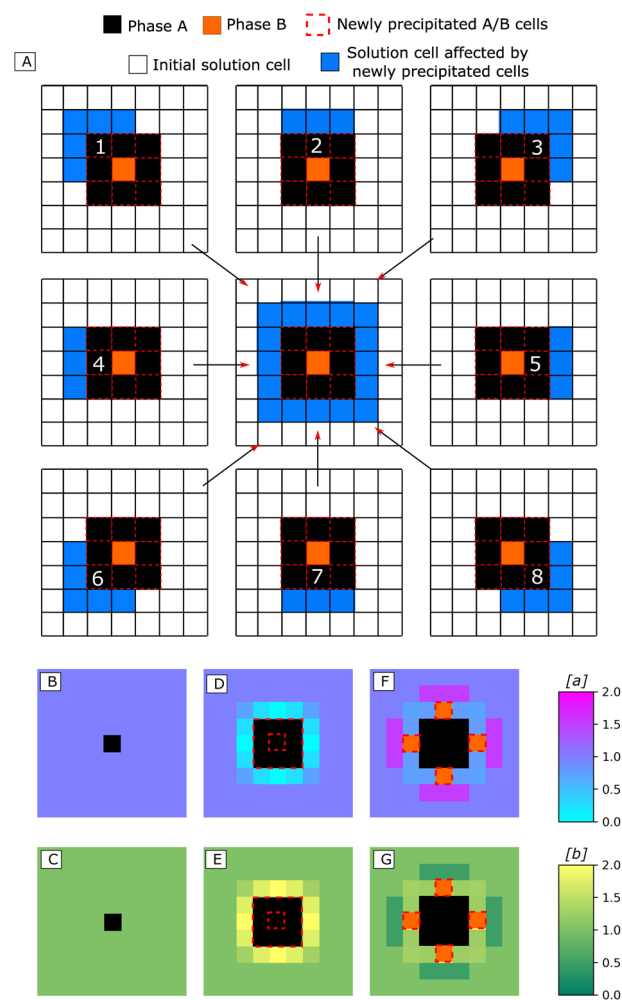 Phase A
Phase B
Newly precipitated A/B cells
A
Initial solution cell
Solution cell affected by
newly precipitated cells
1
2
3
4
5
6
7
8
B
D
F
[a]
2.0
1.5
1.0
0.5
0.0
C
E
G
[b]
2.0
1.5
1.0
0.5
0.0